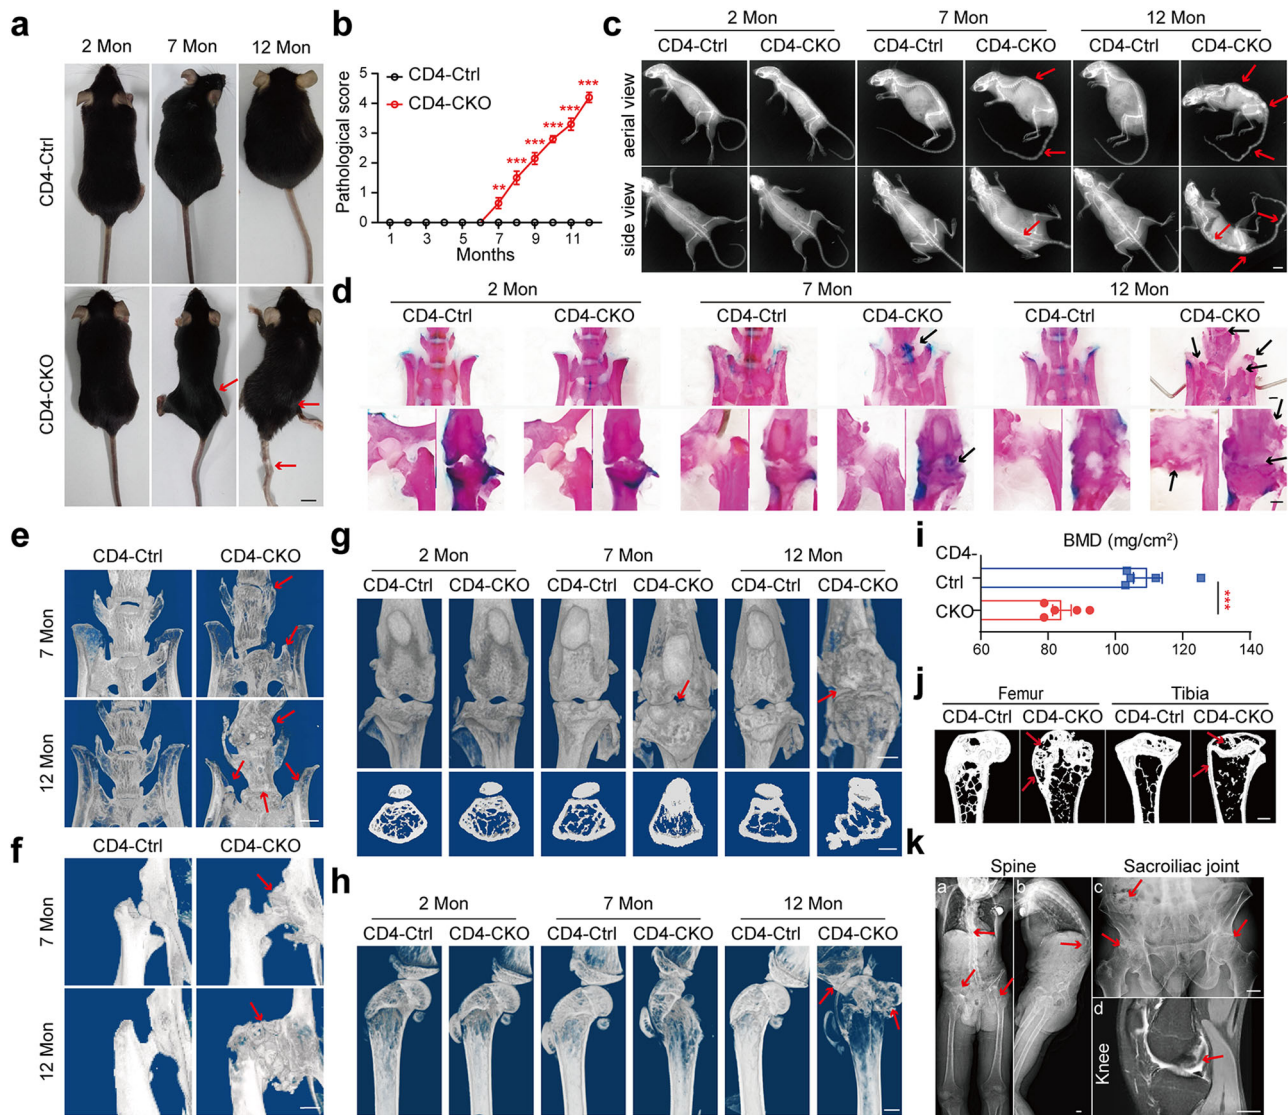 a
2 Mon 7 Mon 12 Mon
CD4-Ctrl
CD4-CKO
b
Pathological score
5
4
3
2
1
0
CD4-Ctrl
CD4-CKO
**
***
***
***
***
***
1 3 5 7 9 11
Months
c
2 Mon 7 Mon 12 Mon
CD4-Ctrl CD4-CKO CD4-Ctrl CD4-CKO CD4-Ctrl CD4-CKO
aerial view
side view
d
2 Mon 7 Mon 12 Mon
CD4-Ctrl CD4-CKO CD4-Ctrl CD4-CKO CD4-Ctrl CD4-CKO
e
CD4-Ctrl CD4-CKO
7 Mon
12 Mon
f
CD4-Ctrl CD4-CKO
7 Mon
12 Mon
g
2 Mon 7 Mon 12 Mon
CD4-Ctrl CD4-CKO CD4-Ctrl CD4-CKO CD4-Ctrl CD4-CKO
h
2 Mon 7 Mon 12 Mon
CD4-Ctrl CD4-CKO CD4-Ctrl CD4-CKO CD4-Ctrl CD4-CKO
i
BMD (mg/cm²)
CD4-
Ctrl
CKO
***
60 80 100 120 140
j
Femur Tibia
CD4-Ctrl CD4-CKO CD4-Ctrl CD4-CKO
k
Spine Sacroiliac joint
a b c
d
Knee